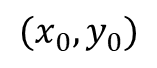 (x₀, y₀)